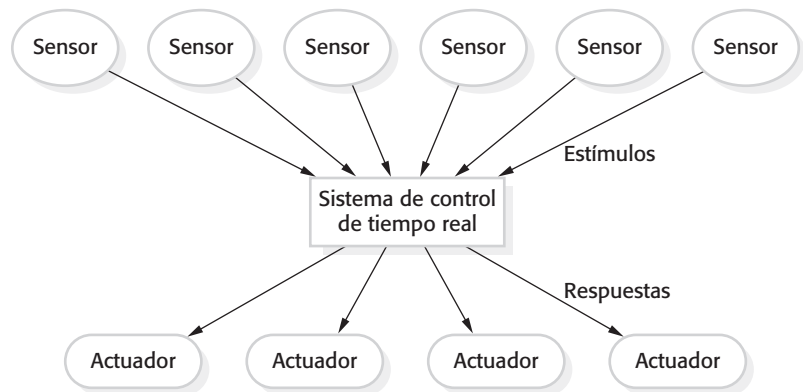 Sensor
Sensor
Sensor
Sensor
Sensor
Sensor
Estímulos
Sistema de control
de tiempo real
Respuestas
Actuador
Actuador
Actuador
Actuador